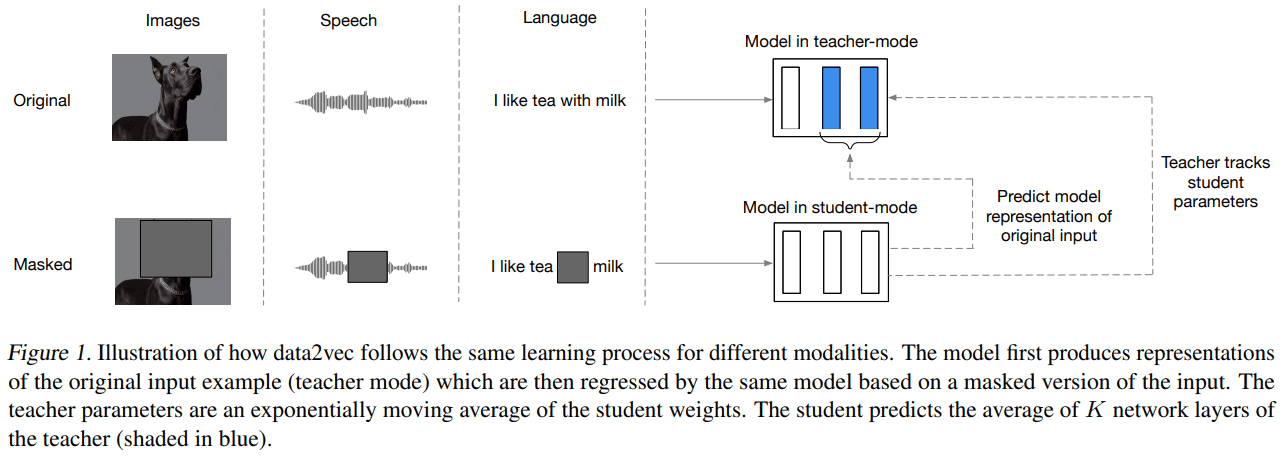 Images
Speech
Language
Model in teacher-mode
Original
I like tea with milk
Teacher tracks
student
parameters
Predict model
representation of
original input
Model in student-mode
Masked
I like tea milk
Figure 1. Illustration of how data2vec follows the same learning process for different modalities. The model first produces representations
of the original input example (teacher mode) which are then regressed by the same model based on a masked version of the input. The
teacher parameters are an exponentially moving average of the student weights. The student predicts the average of K network layers of
the teacher (shaded in blue).